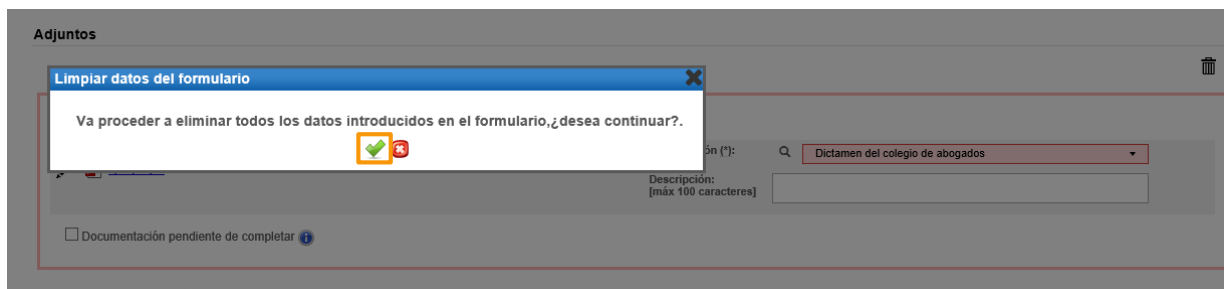 Adjuntos
Limpiar datos del formulario
Va proceder a eliminar todos los datos introducidos en el formulario,¿desea continuar?.
ón (*):
Dictamen del colegio de abogados
Descripción:
[máx 100 caracteres]
Documentación pendiente de completar